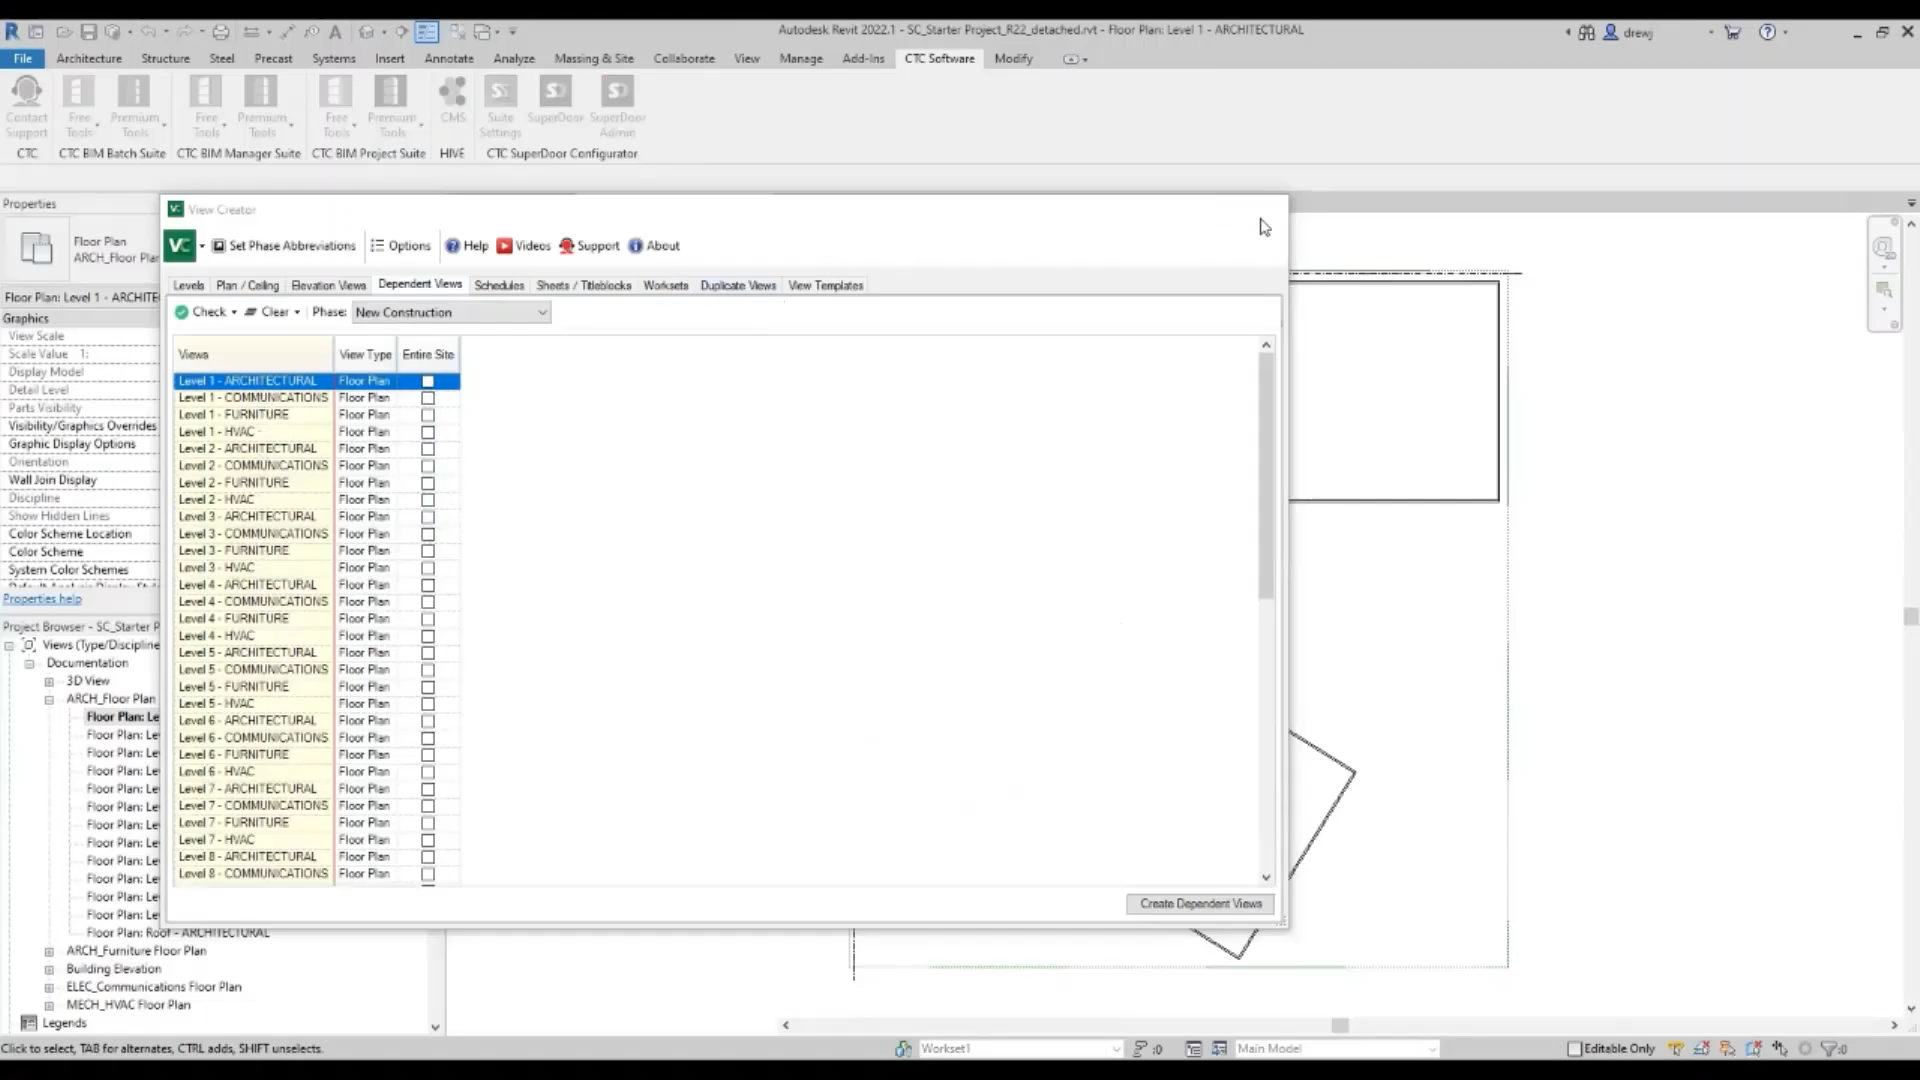 Autodesk Revit 2022.1 - SC_Starter Project_R22_detached.rvt - Floor Plan: Level 1 - ARCHITECTURAL
drewj
File Architecture Structure Steel Precast Systems Insert Annotate Analyze Massing & Site Collaborate View Manage Add-Ins CTC Software Modify
Contact Support
Free Tools
Premium Tools
Free Tools
Premium Tools
Free Tools
Premium Tools
CMS
Suite Settings
SuperDoor
SuperDoor Admin
CTC CTC BIM Batch Suite CTC BIM Manager Suite CTC BIM Project Suite HIVE CTC SuperDoor Configurator
Properties
Floor Plan
ARCH_Floor Plan
Floor Plan: Level 1 - ARCHITE
Graphics
View Scale
Scale Value 1:
Display Model
Detail Level
Parts Visibility
Visibility/Graphics Overrides
Graphic Display Options
Orientation
Wall Join Display
Discipline
Show Hidden Lines
Color Scheme Location
Color Scheme
System Color Schemes
Properties help
Project Browser - SC_Starter P
Views (Type/Discipline
Documentation
3D View
ARCH_Floor Plan
Floor Plan: Le
Floor Plan: Le
Floor Plan: Le
Floor Plan: Le
Floor Plan: Le
Floor Plan: Le
Floor Plan: Le
Floor Plan: Le
Floor Plan: Le
Floor Plan: Le
Floor Plan: Le
Floor Plan: Le
Floor Plan: Roof - ARCHITECTURAL
ARCH_Furniture Floor Plan
Building Elevation
ELEC_Communications Floor Plan
MECH_HVAC Floor Plan
Legends
VC View Creator
VC Set Phase Abbreviations Options Help Videos Support About
Levels Plan / Ceiling Elevation Views Dependent Views Schedules Sheets / Titleblocks Worksets Duplicate Views View Templates
Check Clear Phase: New Construction
Views View Type Entire Site
Level 1 - ARCHITECTURAL Floor Plan
Level 1 - COMMUNICATIONS Floor Plan
Level 1 - FURNITURE Floor Plan
Level 1 - HVAC Floor Plan
Level 2 - ARCHITECTURAL Floor Plan
Level 2 - COMMUNICATIONS Floor Plan
Level 2 - FURNITURE Floor Plan
Level 2 - HVAC Floor Plan
Level 3 - ARCHITECTURAL Floor Plan
Level 3 - COMMUNICATIONS Floor Plan
Level 3 - FURNITURE Floor Plan
Level 3 - HVAC Floor Plan
Level 4 - ARCHITECTURAL Floor Plan
Level 4 - COMMUNICATIONS Floor Plan
Level 4 - FURNITURE Floor Plan
Level 4 - HVAC Floor Plan
Level 5 - ARCHITECTURAL Floor Plan
Level 5 - COMMUNICATIONS Floor Plan
Level 5 - FURNITURE Floor Plan
Level 5 - HVAC Floor Plan
Level 6 - ARCHITECTURAL Floor Plan
Level 6 - COMMUNICATIONS Floor Plan
Level 6 - FURNITURE Floor Plan
Level 6 - HVAC Floor Plan
Level 7 - ARCHITECTURAL Floor Plan
Level 7 - COMMUNICATIONS Floor Plan
Level 7 - FURNITURE Floor Plan
Level 7 - HVAC Floor Plan
Level 8 - ARCHITECTURAL Floor Plan
Level 8 - COMMUNICATIONS Floor Plan
Create Dependent Views
Click to select, TAB for alternates, CTRL adds, SHIFT unselects.
Workset1 :0 Main Model Editable Only :0